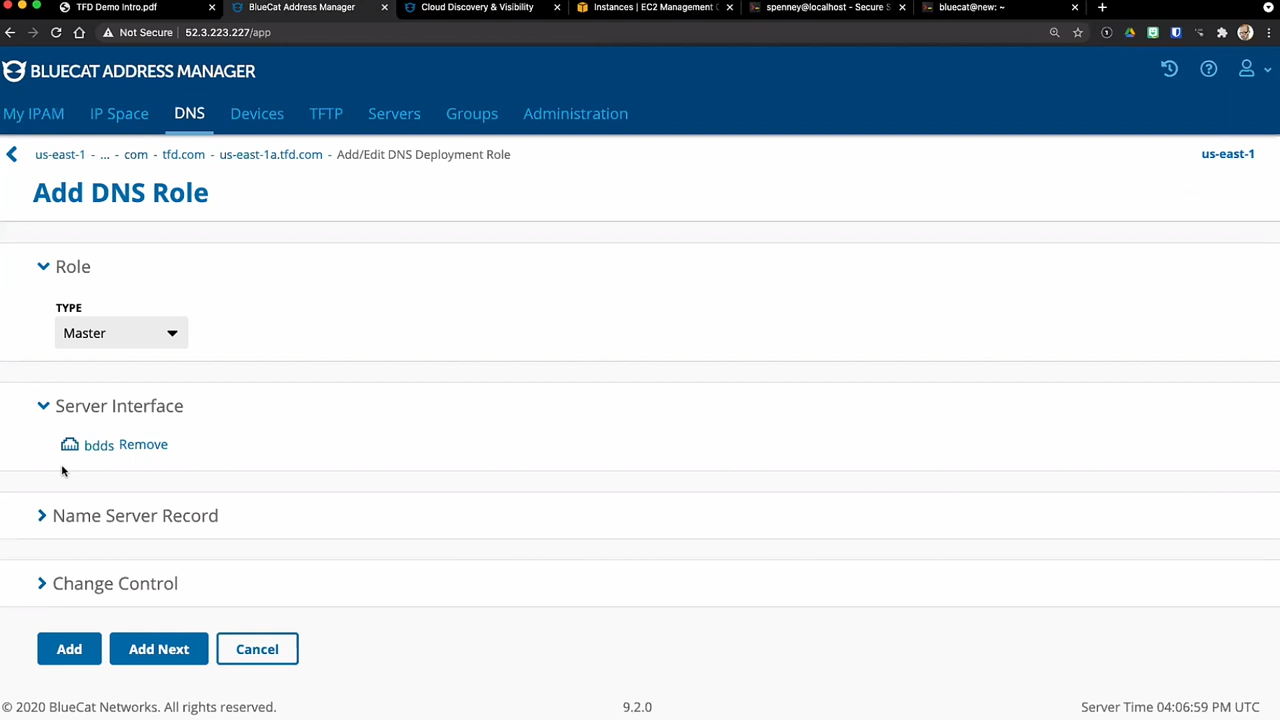 TFD Demo Intro.pdf
BlueCat Address Manager
Cloud Discovery & Visibility
Instances | EC2 Management C
spenney@localhost - Secure S
bluecat@new: ~
Not Secure | 52.3.223.227/app
BLUECAT ADDRESS MANAGER
My IPAM IP Space DNS Devices TFTP Servers Groups Administration
us-east-1 - ... - com - tfd.com - us-east-1a.tfd.com - Add/Edit DNS Deployment Role
us-east-1
Add DNS Role
Role
TYPE
Master
Server Interface
bdds Remove
Name Server Record
Change Control
Add Add Next Cancel
© 2020 BlueCat Networks. All rights reserved.
9.2.0
Server Time 04:06:59 PM UTC